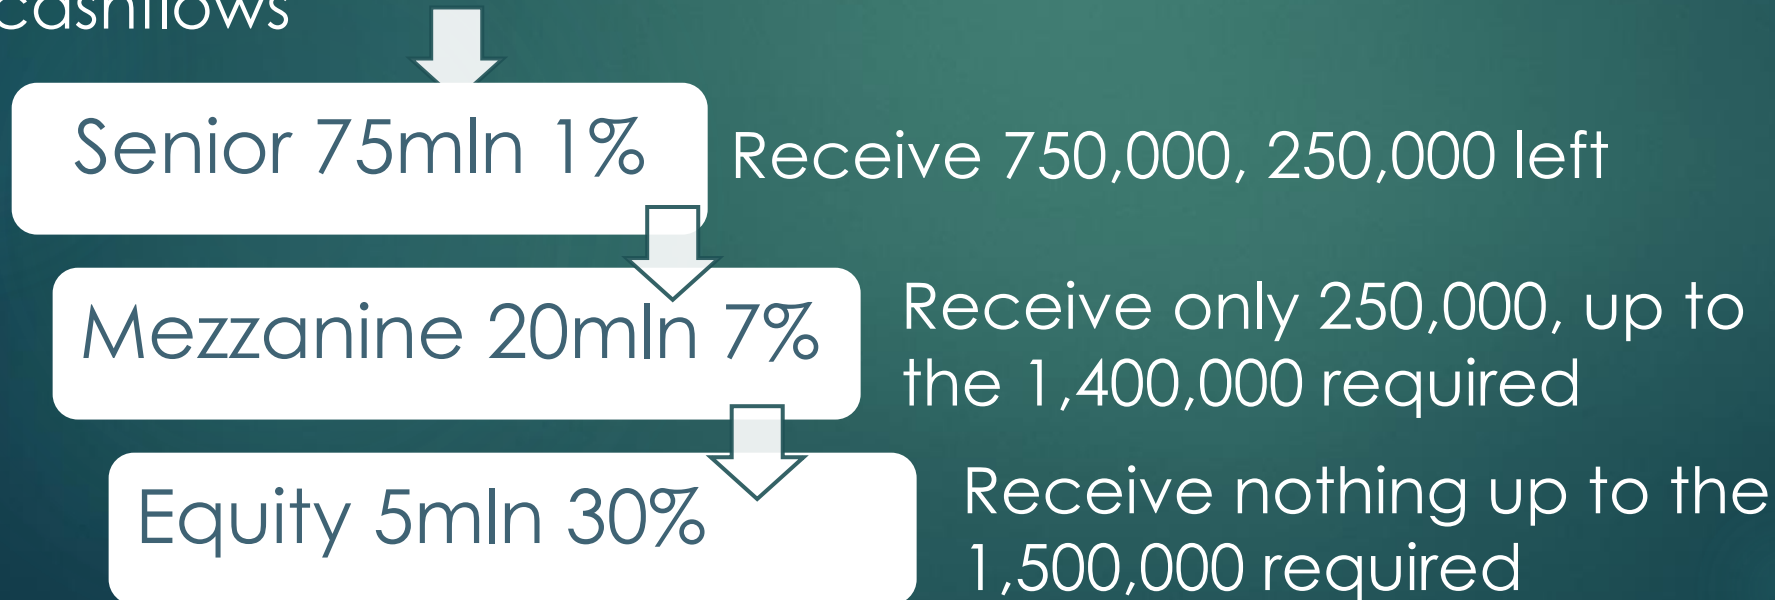 cashflows
Senior 75mln 1%
Receive 750,000, 250,000 left
Mezzanine 20mln 7%
Receive only 250,000, up to
the 1,400,000 required
Equity 5mln 30%
Receive nothing up to the
1,500,000 required